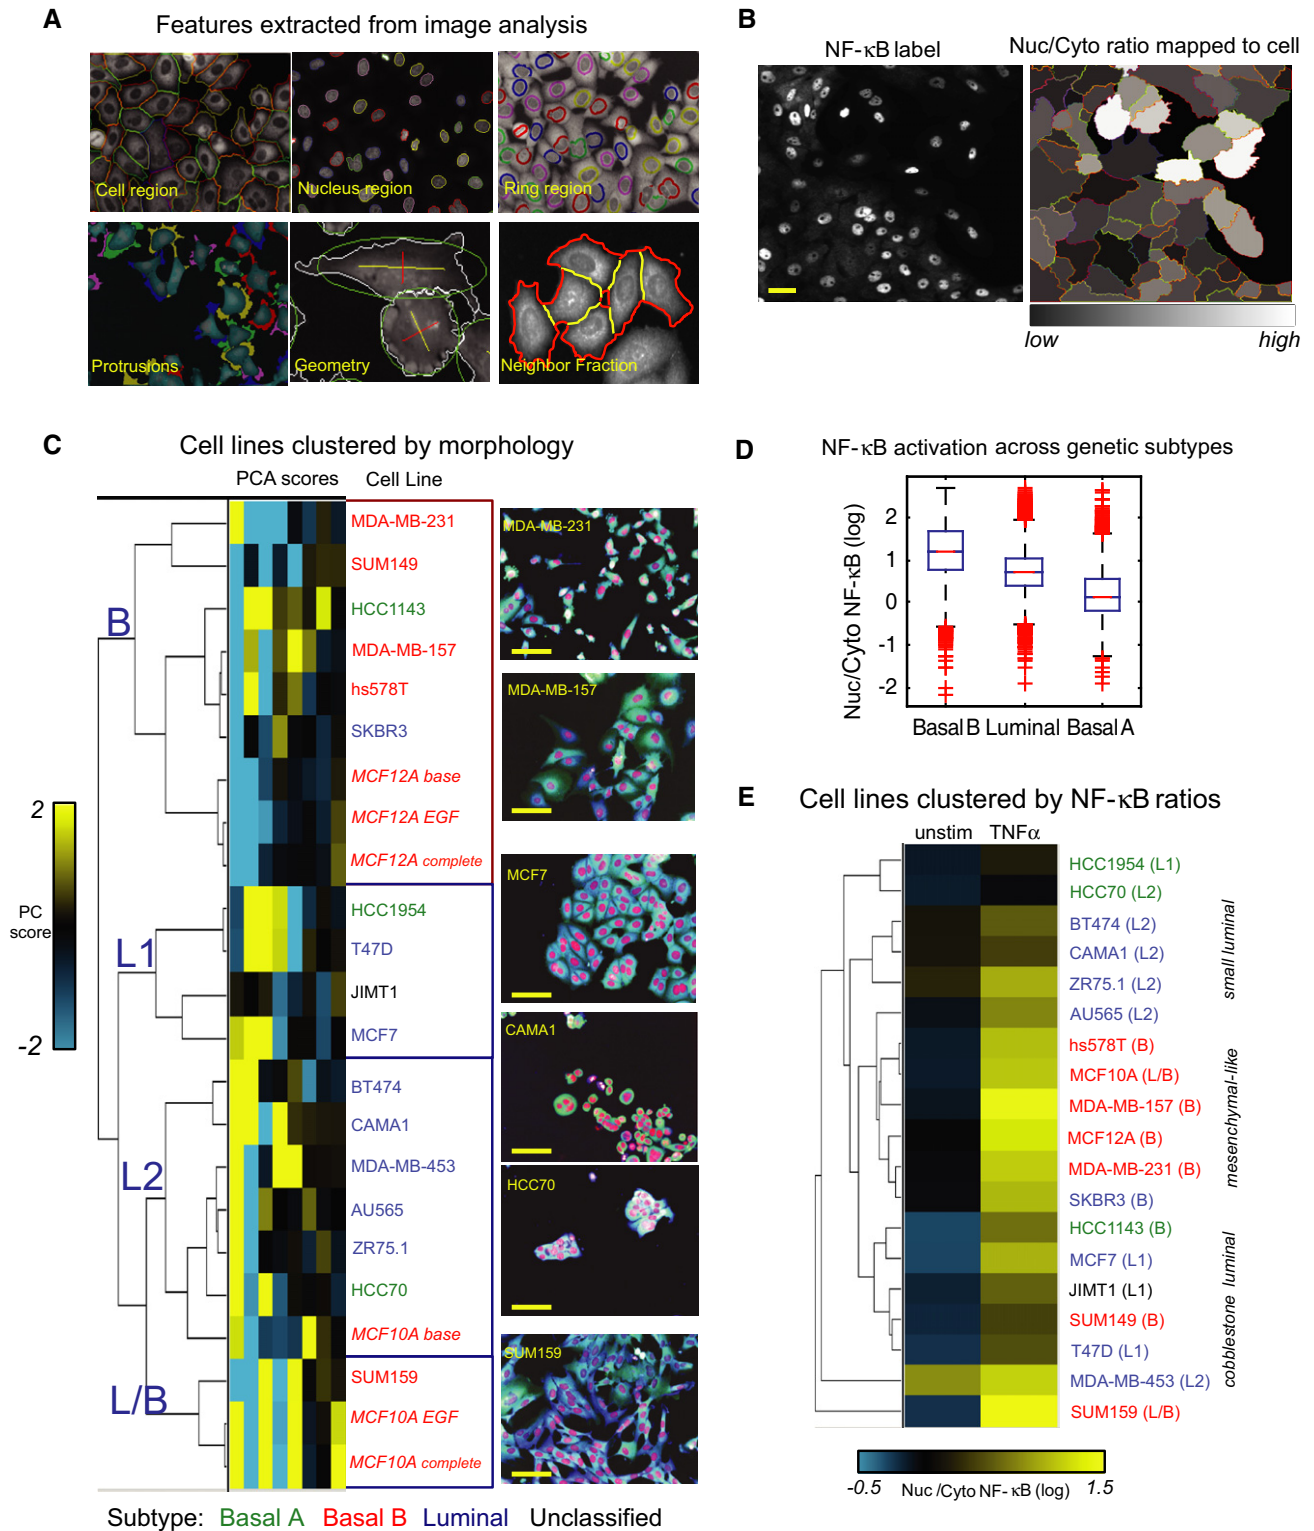 A
Features extracted from image analysis
Cell region
Nucleus region
Ring region
Protrusions
Geometry
Neighbor Fraction
B
NF-κB label
Nuc/Cyto ratio mapped to cell
low
high
C
Cell lines clustered by morphology
PCA scores
Cell Line
B
L1
L2
L/B
2
PC
score
-2
MDA-MB-231
SUM149
HCC1143
MDA-MB-157
hs578T
SKBR3
MCF12A base
MCF12A EGF
MCF12A complete
HCC1954
T47D
JIMT1
MCF7
BT474
CAMA1
MDA-MB-453
AU565
ZR75.1
HCC70
MCF10A base
SUM159
MCF10A EGF
MCF10A complete
MDA-MB-231
MDA-MB-157
MCF7
CAMA1
HCC70
SUM159
Subtype: Basal A Basal B Luminal Unclassified
D
NF-κB activation across genetic subtypes
Nuc/Cyto NF-κB (log)
2
1
0
-1
-2
Basal B Luminal Basal A
E
Cell lines clustered by NF-κB ratios
unstim TNFα
HCC1954 (L1)
HCC70 (L2)
BT474 (L2)
CAMA1 (L2)
ZR75.1 (L2)
AU565 (L2)
hs578T (B)
MCF10A (L/B)
MDA-MB-157 (B)
MCF12A (B)
MDA-MB-231 (B)
SKBR3 (B)
HCC1143 (B)
MCF7 (L1)
JIMT1 (L1)
SUM149 (B)
T47D (L1)
MDA-MB-453 (L2)
SUM159 (L/B)
small luminal
mesenchymal-like
cobblestone luminal
-0.5
Nuc/Cyto NF-κB (log)
1.5